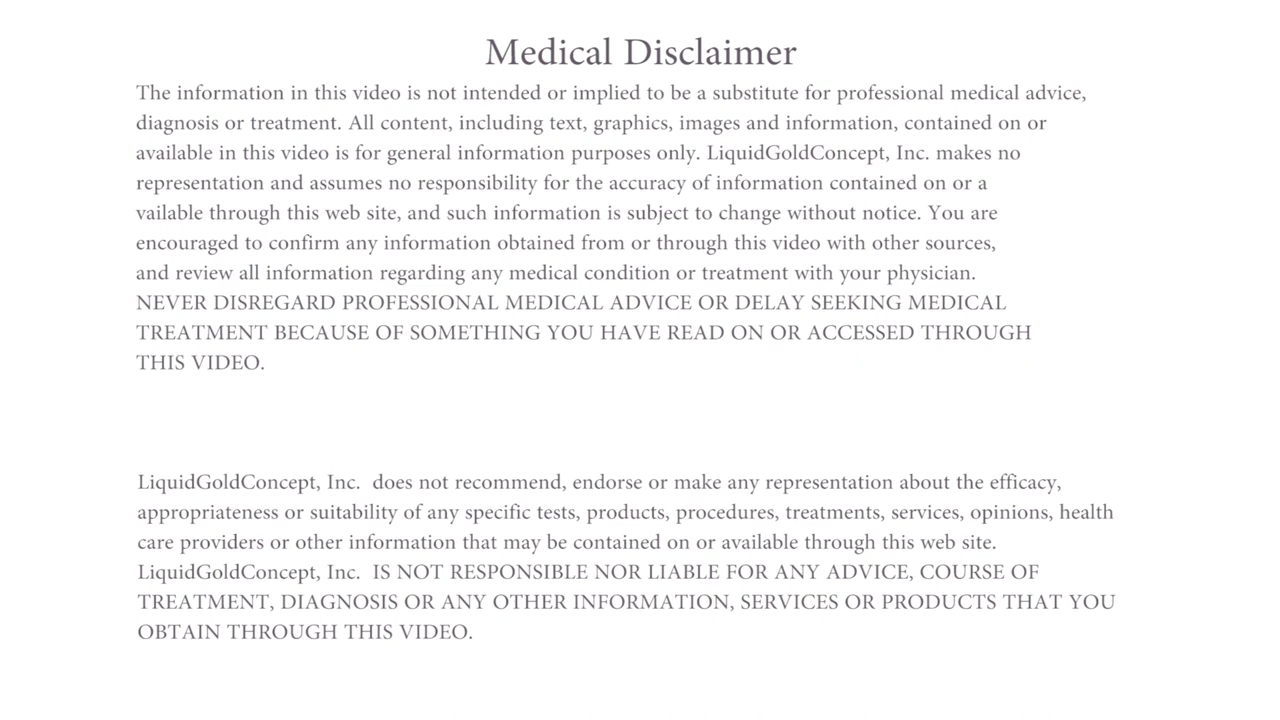 Medical Disclaimer
The information in this video is not intended or implied to be a substitute for professional medical advice,
diagnosis or treatment. All content, including text, graphics, images and information, contained on or
available in this video is for general information purposes only. LiquidGoldConcept, Inc. makes no
representation and assumes no responsibility for the accuracy of information contained on or a
vailable through this web site, and such information is subject to change without notice. You are
encouraged to confirm any information obtained from or through this video with other sources,
and review all information regarding any medical condition or treatment with your physician.
NEVER DISREGARD PROFESSIONAL MEDICAL ADVICE OR DELAY SEEKING MEDICAL
TREATMENT BECAUSE OF SOMETHING YOU HAVE READ ON OR ACCESSED THROUGH
THIS VIDEO.
LiquidGoldConcept, Inc.  does not recommend, endorse or make any representation about the efficacy,
appropriateness or suitability of any specific tests, products, procedures, treatments, services, opinions, health
care providers or other information that may be contained on or available through this web site.
LiquidGoldConcept, Inc.  IS NOT RESPONSIBLE NOR LIABLE FOR ANY ADVICE, COURSE OF
TREATMENT, DIAGNOSIS OR ANY OTHER INFORMATION, SERVICES OR PRODUCTS THAT YOU
OBTAIN THROUGH THIS VIDEO.